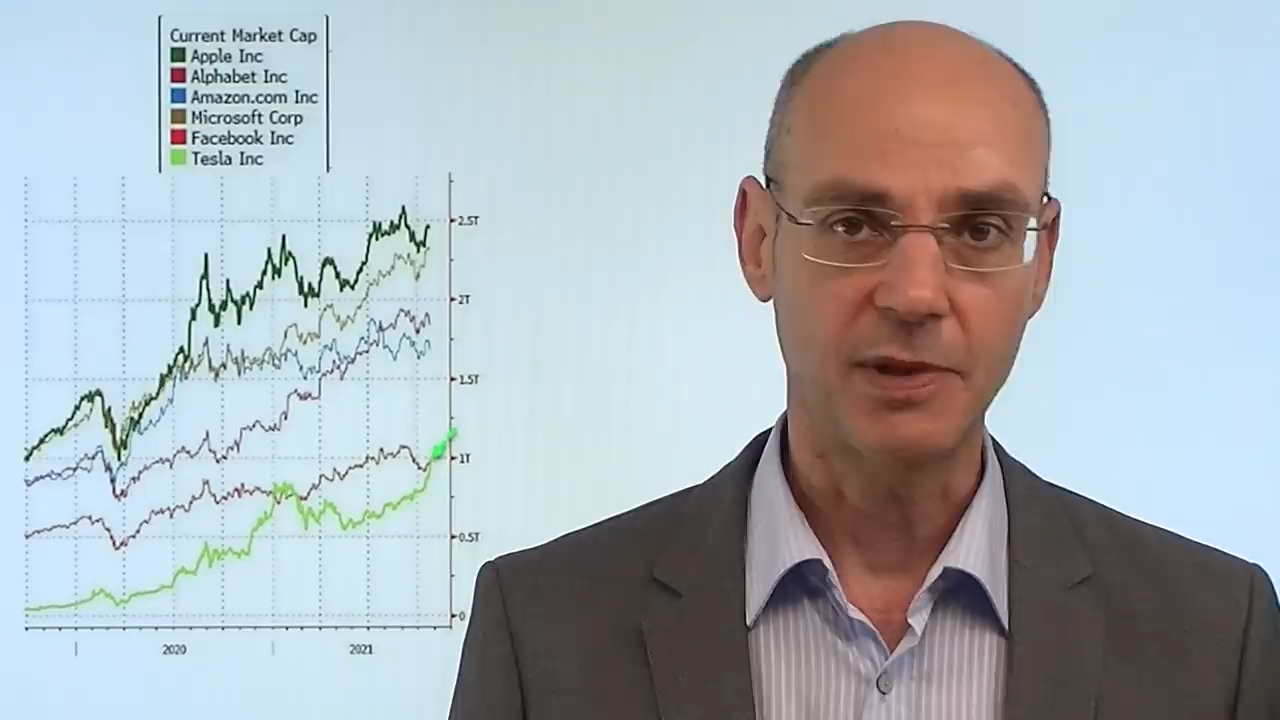 Current Market Cap
Apple Inc
Alphabet Inc
Amazon.com Inc
Microsoft Corp
Facebook Inc
Tesla Inc
2.5T
2T
1.5T
1T
0.5T
0
2020
2021